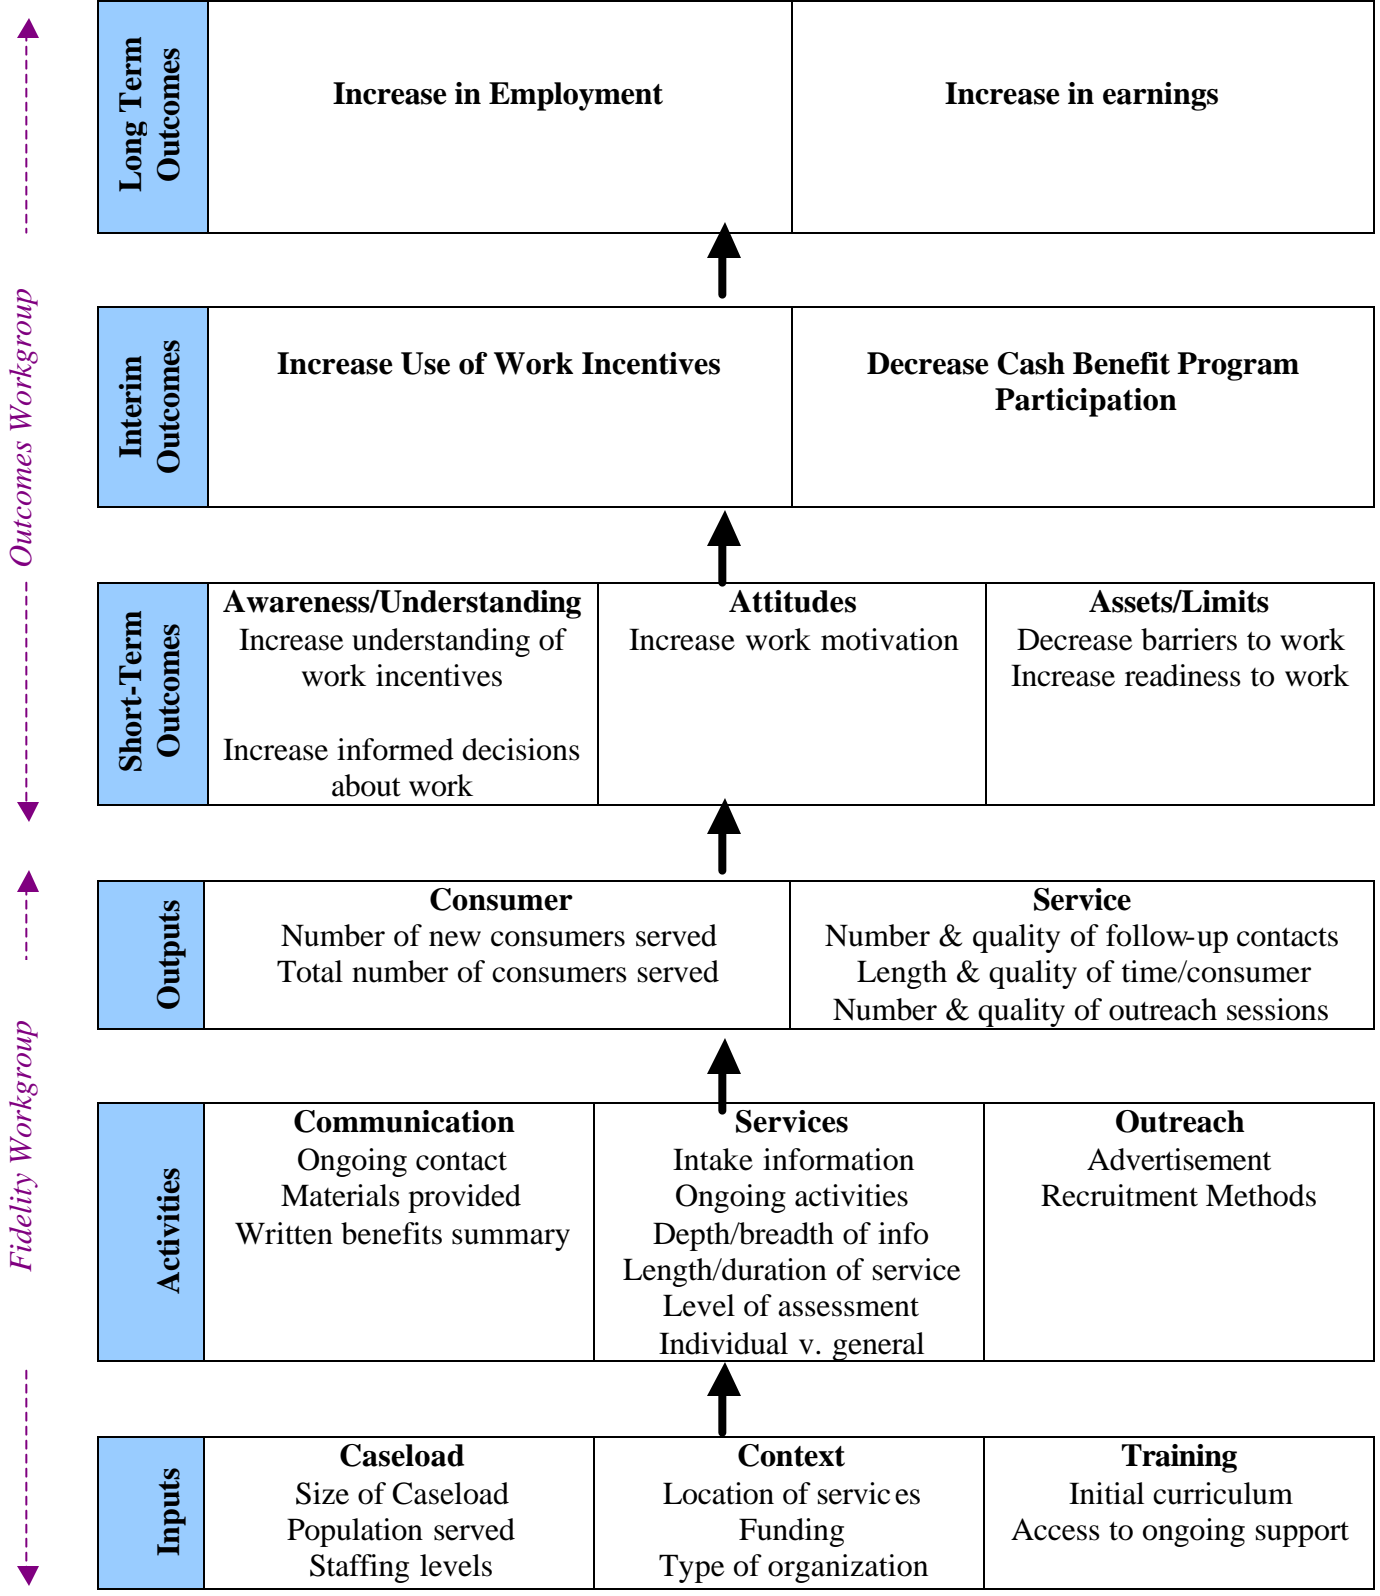 Outcomes Workgroup
Fidelity Workgroup
Long Term
Outcomes
Increase in Employment
Increase in earnings
Interim
Outcomes
Increase Use of Work Incentives
Decrease Cash Benefit Program
Participation
Short-Term
Outcomes
Awareness/Understanding
Increase understanding of
work incentives
Increase informed decisions
about work
Attitudes
Increase work motivation
Assets/Limits
Decrease barriers to work
Increase readiness to work
Outputs
Consumer
Number of new consumers served
Total number of consumers served
Service
Number & quality of follow-up contacts
Length & quality of time/consumer
Number & quality of outreach sessions
Activities
Communication
Ongoing contact
Materials provided
Written benefits summary
Services
Intake information
Ongoing activities
Depth/breadth of info
Length/duration of service
Level of assessment
Individual v. general
Outreach
Advertisement
Recruitment Methods
Inputs
Caseload
Size of Caseload
Population served
Staffing levels
Context
Location of services
Funding
Type of organization
Training
Initial curriculum
Access to ongoing support